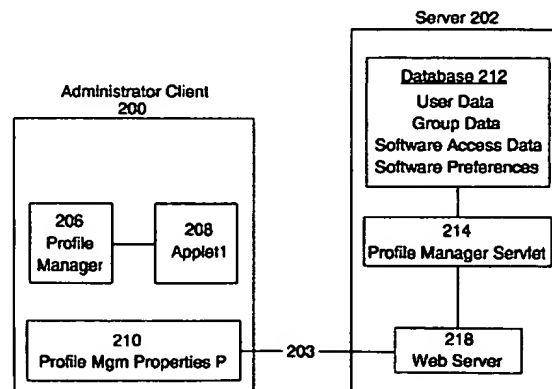 Server 202
Database 212
User Data
Group Data
Software Access Data
Software Preferences
Administrator Client
200
206
Profile
Manager
208
Applet1
214
Profile Manager Servlet
210
Profile Mgm Properties P
203
218
Web Server